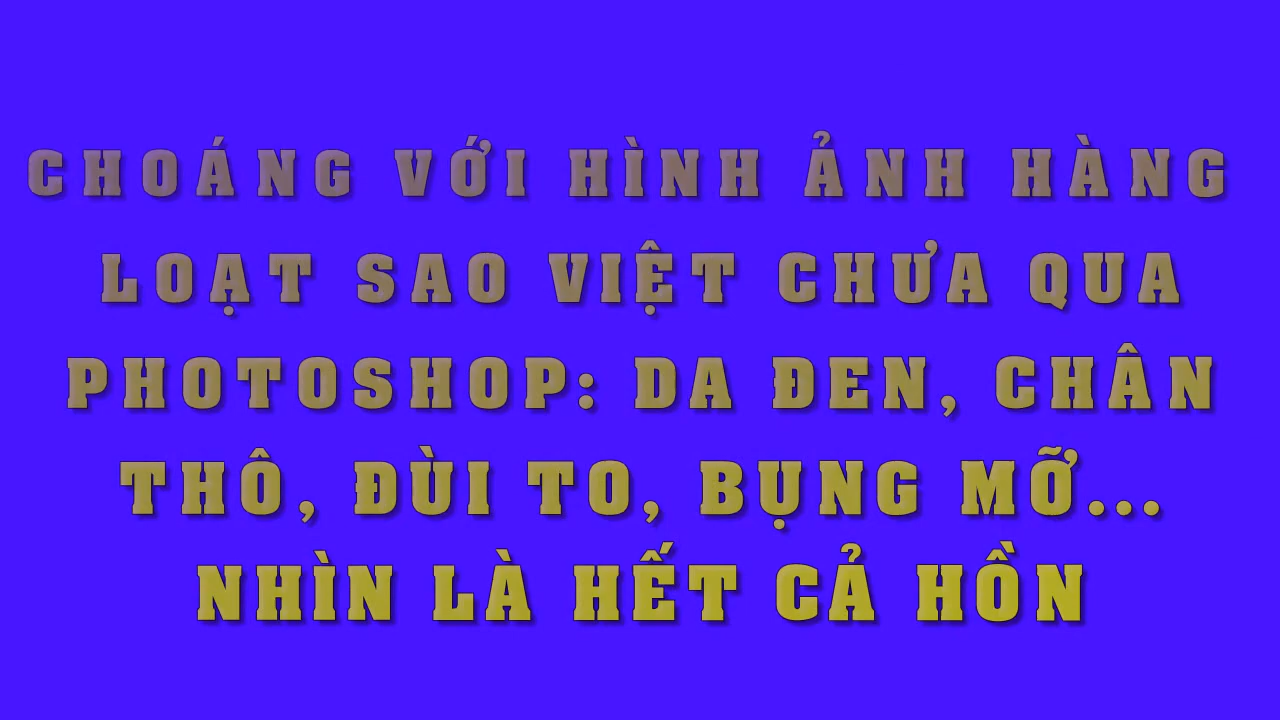 CHOÁNG VỚI HÌNH ẢNH HÀNG
LOẠT SAO VIỆT CHƯA QUA
PHOTOSHOP: DA ĐEN, CHÂN
THÔ, ĐÙI TO, BỤNG MỠ...
NHÌN LÀ HẾT CẢ HỒN